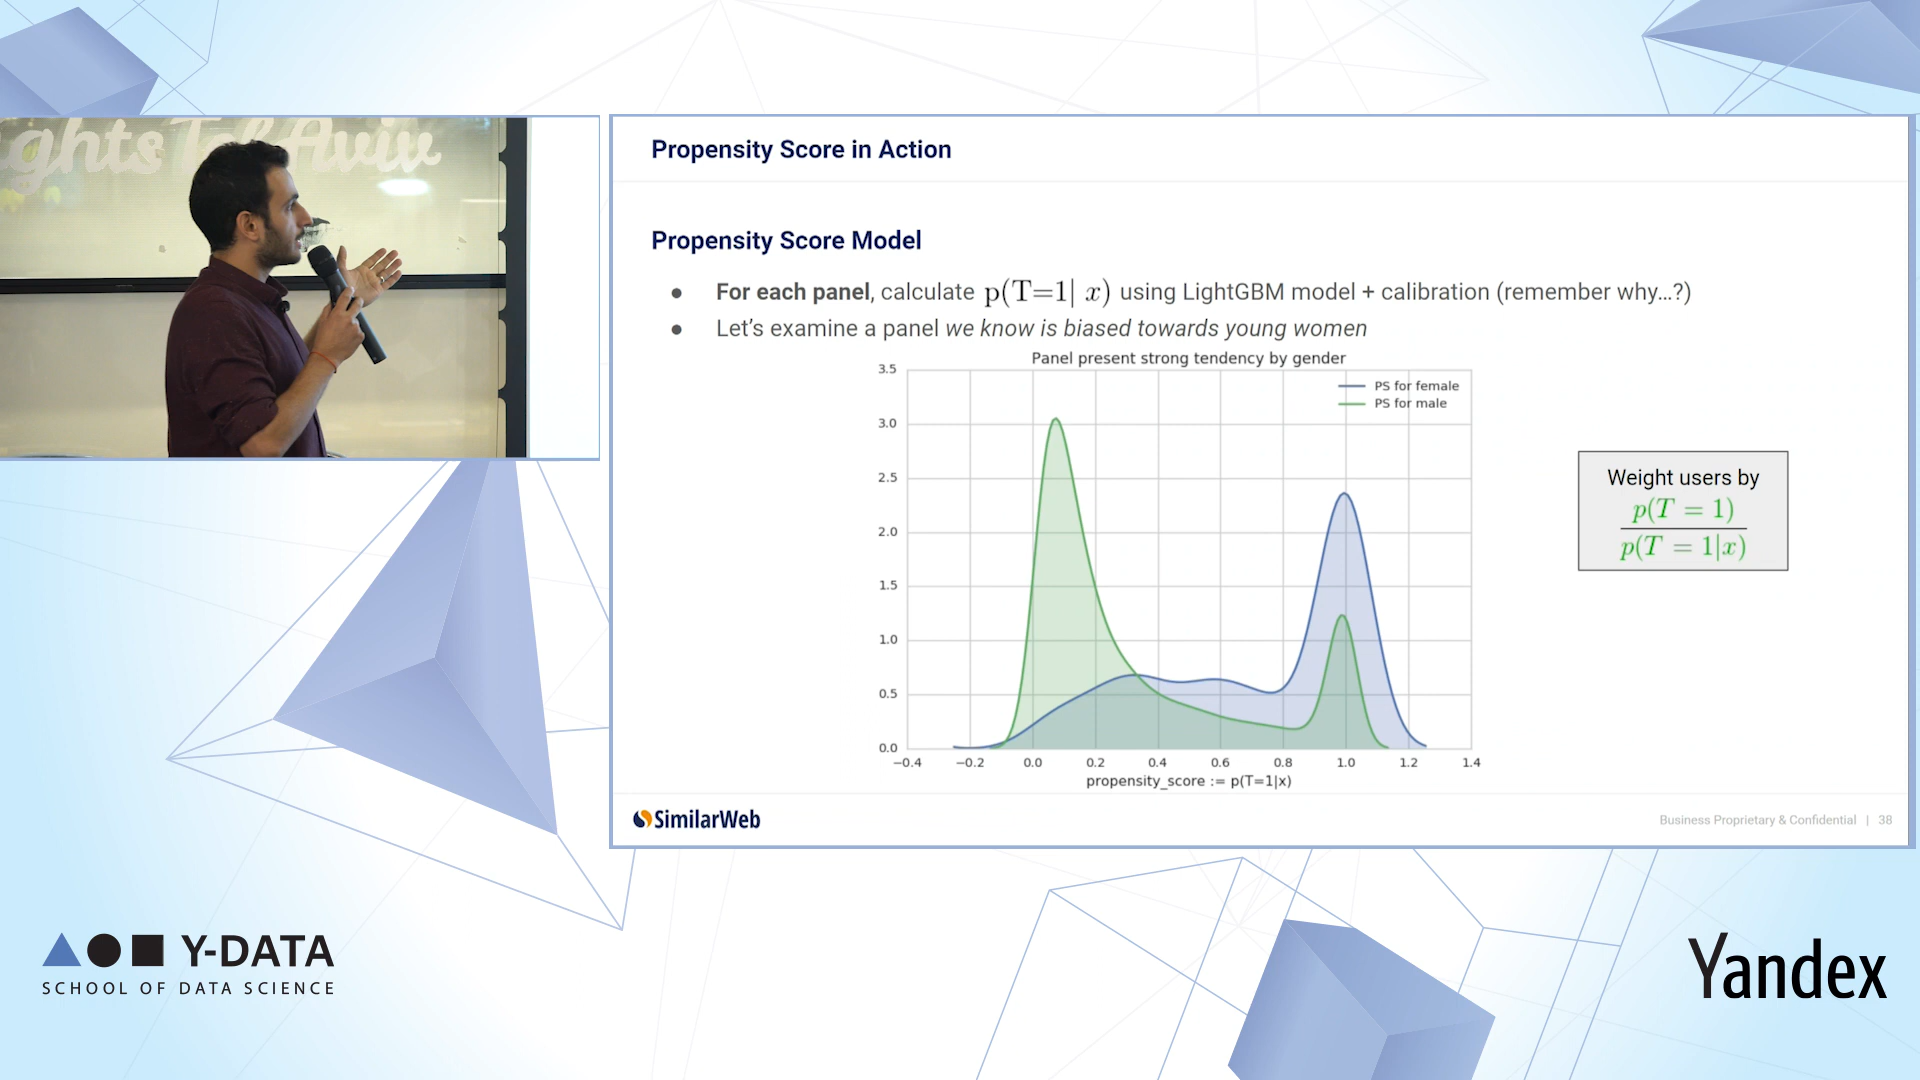 ghts Tel Aviv
Propensity Score in Action
Propensity Score Model
● For each panel, calculate p(T=1| x) using LightGBM model + calibration (remember why...?)
● Let's examine a panel we know is biased towards young women
Panel present strong tendency by gender
3.5
3.0
2.5
2.0
1.5
1.0
0.5
0.0
PS for female
PS for male
−0.4 −0.2 0.0 0.2 0.4 0.6 0.8 1.0 1.2 1.4
propensity_score := p(T=1|x)
Weight users by
p(T = 1)
p(T = 1|x)
SimilarWeb
Business Proprietary & Confidential | 38
Y-DATA
SCHOOL OF DATA SCIENCE
Yandex